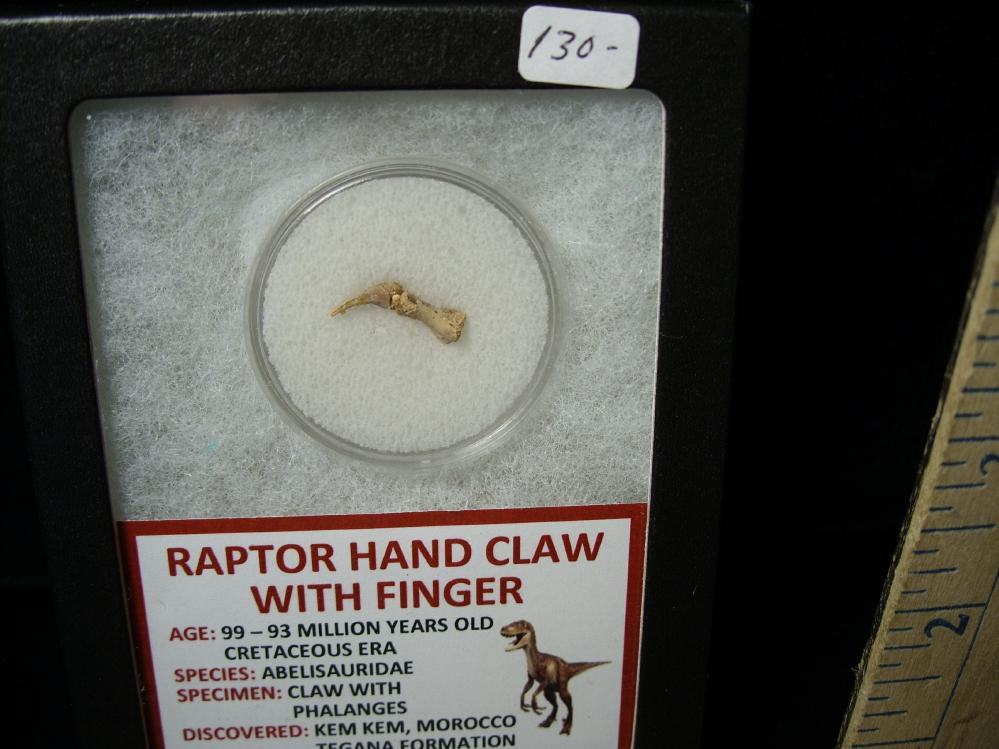 130-
RAPTOR HAND CLAW
WITH FINGER
AGE: 99 – 93 MILLION YEARS OLD
CRETACEOUS ERA
SPECIES: ABELISAURIDAE
SPECIMEN: CLAW WITH
PHALANGES
DISCOVERED: KEM KEM, MOROCCO
TEGANA FORMATION
2